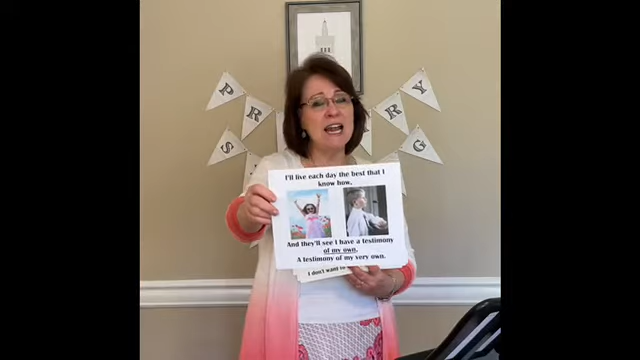 P R R Y
S G
I'll live each day the best that I
know how,
And they'll see I have a testimony
of my own.
A testimony of my very own.
I don't want to